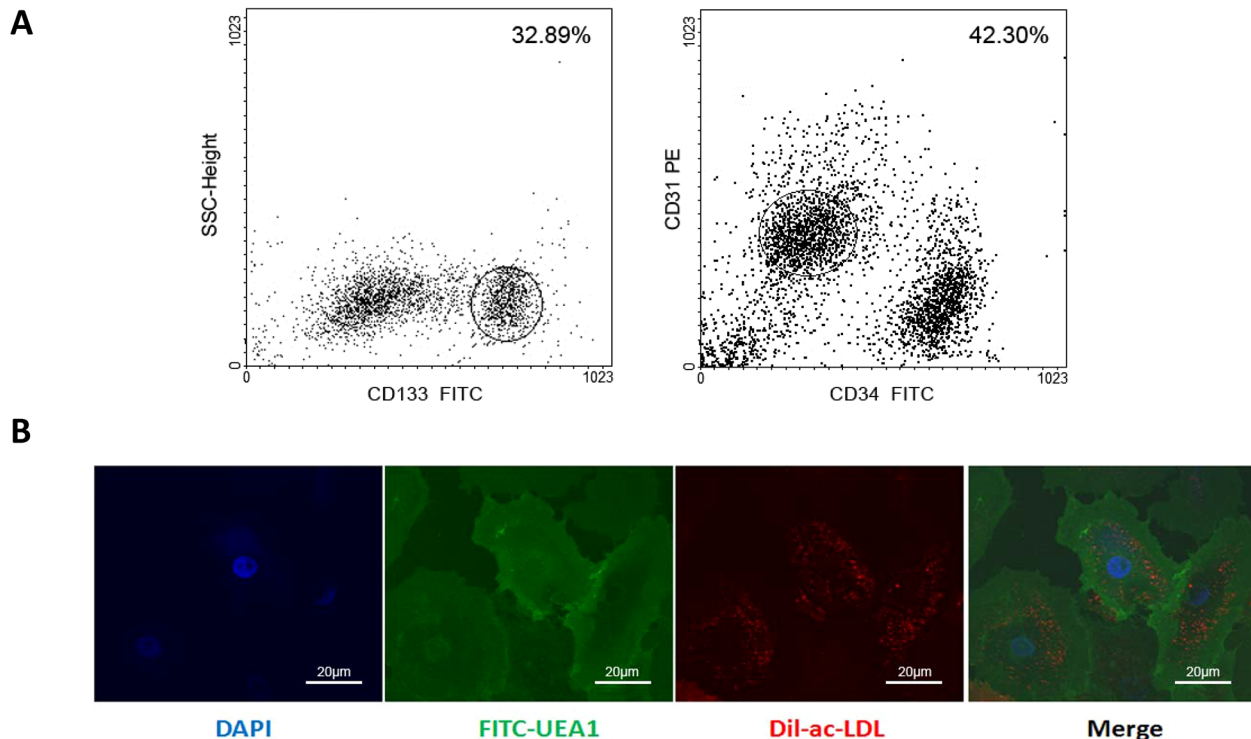 A
1023
32.89%
SSC-Height
0
0
1023
CD133 FITC
1023
42.30%
CD31 PE
0
0
1023
CD34 FITC
B
20μm
20μm
20μm
20μm
DAPI
FITC-UEA1
Dil-ac-LDL
Merge